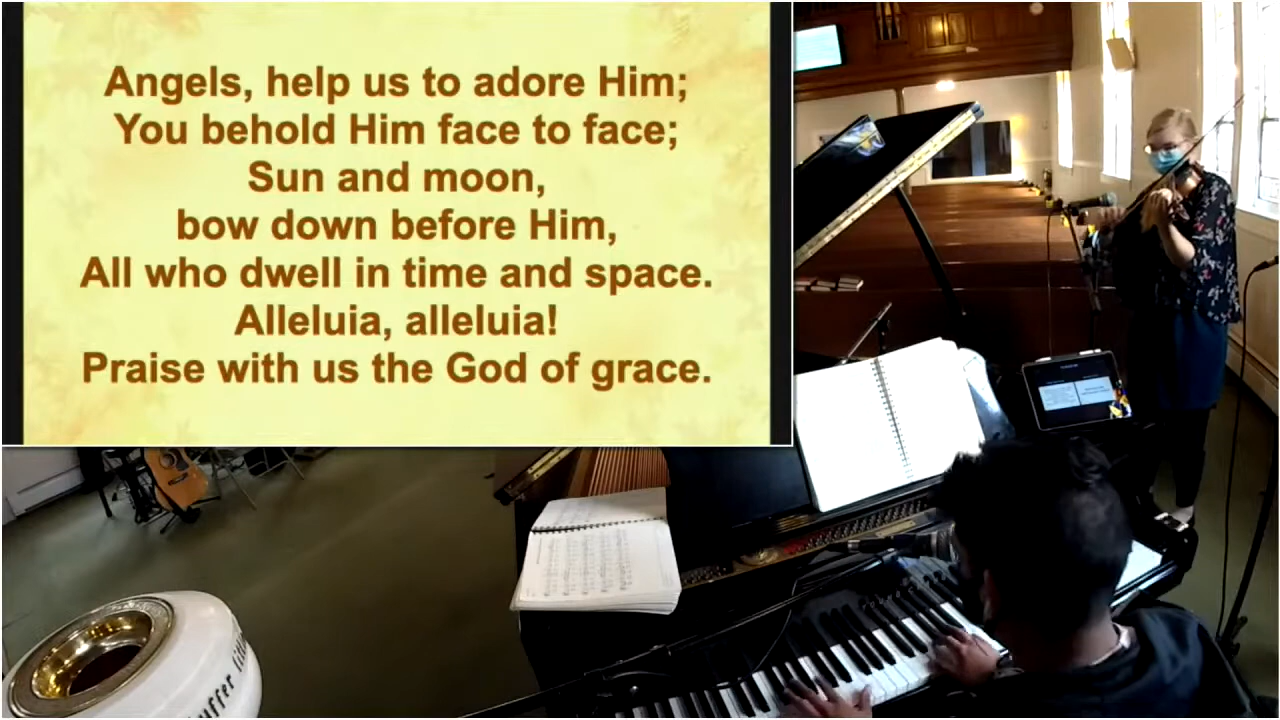 Angels, help us to adore Him;
You behold Him face to face;
Sun and moon,
bow down before Him,
All who dwell in time and space.
Alleluia, alleluia!
Praise with us the God of grace.